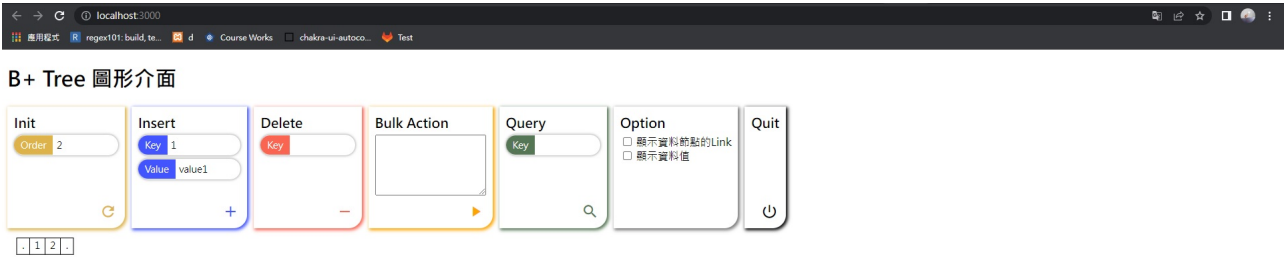 localhost:3000
應用程式 regex101: build, te... d Course Works chakra-ui-autoco... Test
B+ Tree 圖形介面
Init Insert Delete Bulk Action Query Option Quit
Order 2 Key 1 Key Key 顯示資料節點的Link
Value value1 顯示資料值
. 1 2 .